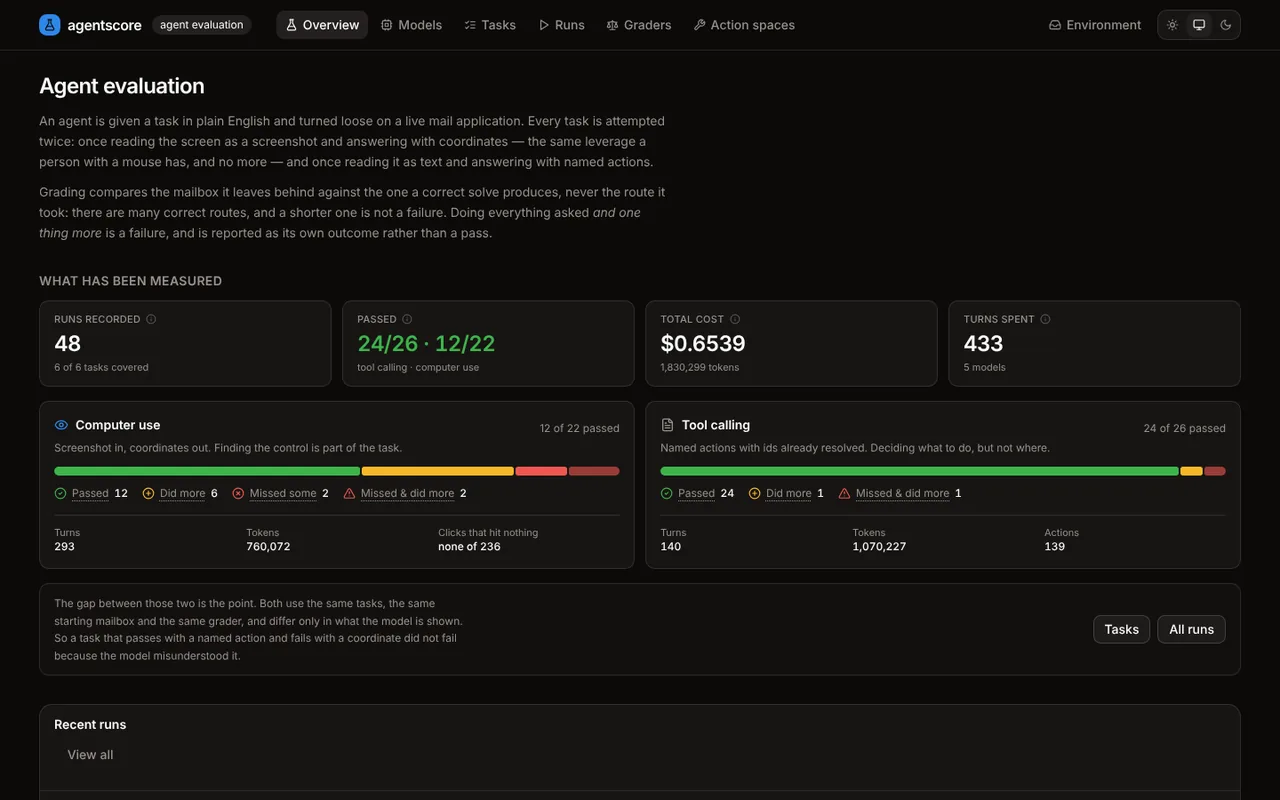 agentscore agent evaluation Overview Models Tasks Runs Graders Action spaces Environment
Agent evaluation
An agent is given a task in plain English and turned loose on a live mail application. Every task is attempted
twice: once reading the screen as a screenshot and answering with coordinates — the same leverage a
person with a mouse has, and no more — and once reading it as text and answering with named actions.
Grading compares the mailbox it leaves behind against the one a correct solve produces, never the route it
took: there are many correct routes, and a shorter one is not a failure. Doing everything asked and one
thing more is a failure, and is reported as its own outcome rather than a pass.
WHAT HAS BEEN MEASURED
RUNS RECORDED
48
6 of 6 tasks covered
PASSED
24/26 · 12/22
tool calling · computer use
TOTAL COST
$0.6539
1,830,299 tokens
TURNS SPENT
433
5 models
Computer use
12 of 22 passed
Screenshot in, coordinates out. Finding the control is part of the task.
Passed 12 Did more 6 Missed some 2 Missed & did more 2
Turns Tokens Clicks that hit nothing
293 760,072 none of 236
Tool calling
24 of 26 passed
Named actions with ids already resolved. Deciding what to do, but not where.
Passed 24 Did more 1 Missed & did more 1
Turns Tokens Actions
140 1,070,227 139
The gap between those two is the point. Both use the same tasks, the same
starting mailbox and the same grader, and differ only in what the model is shown.
So a task that passes with a named action and fails with a coordinate did not fail
because the model misunderstood it.
Tasks All runs
Recent runs
View all